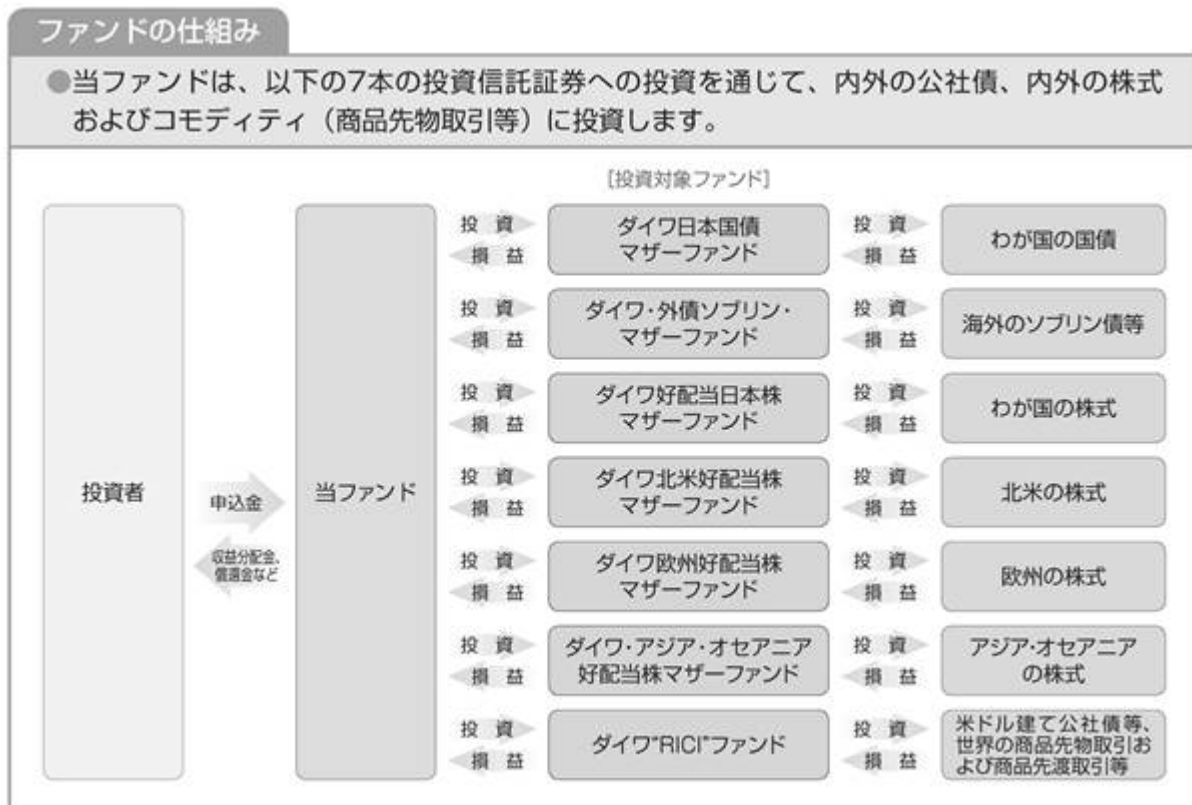 ファンドの仕組み
●当ファンドは、以下の7本の投資信託証券への投資を通じて、内外の公社債、内外の株式
およびコモディティ（商品先物取引等）に投資します。
［投資対象ファンド］
投資者
申込金
収益分配金、
償還金など
当ファンド
投 資
損 益
ダイワ日本国債
マザーファンド
投 資
損 益
わが国の国債
投 資
損 益
ダイワ・外債ソブリン・
マザーファンド
投 資
損 益
海外のソブリン債等
投 資
損 益
ダイワ好配当日本株
マザーファンド
投 資
損 益
わが国の株式
投 資
損 益
ダイワ北米好配当株
マザーファンド
投 資
損 益
北米の株式
投 資
損 益
ダイワ欧州好配当株
マザーファンド
投 資
損 益
欧州の株式
投 資
損 益
ダイワ・アジア・オセアニア
好配当株マザーファンド
投 資
損 益
アジア・オセアニア
の株式
投 資
損 益
ダイワ“RICI”ファンド
投 資
損 益
米ドル建て公社債等、
世界の商品先物取引お
よび商品先渡取引等